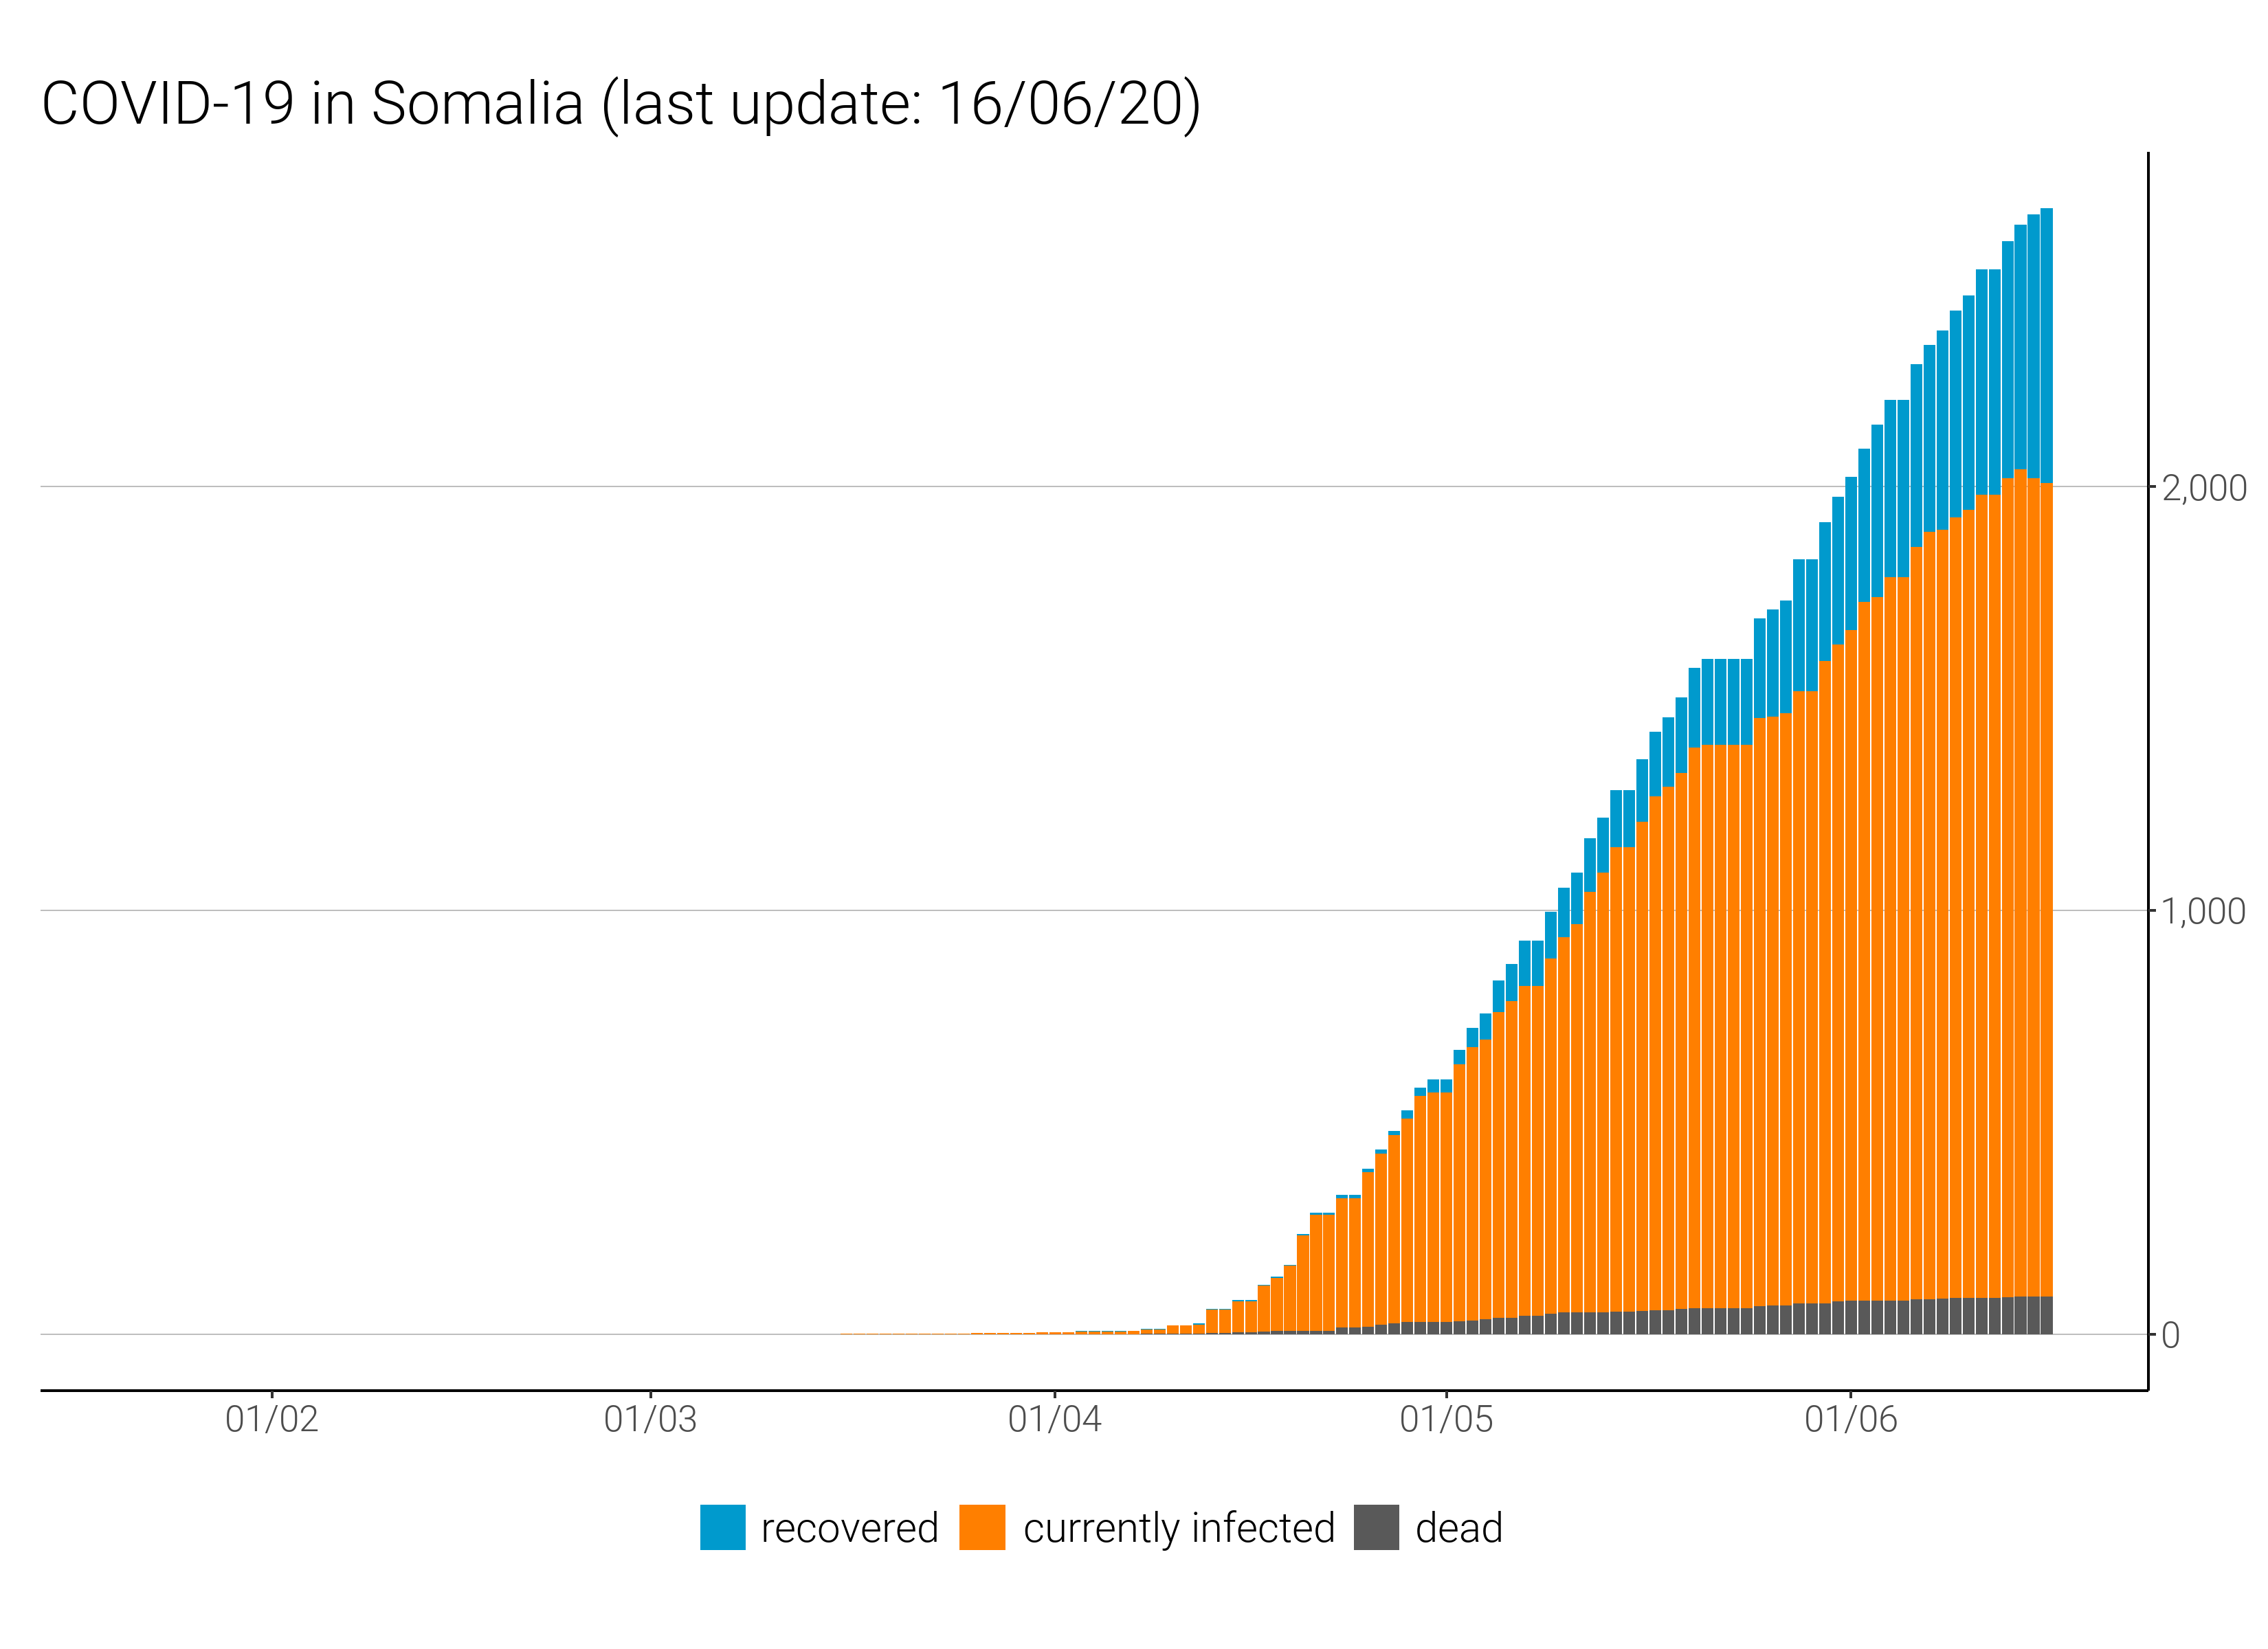 COVID-19 in Somalia (last update: 16/06/20)
2,000
1,000
0
01/02 01/03 01/04 01/05 01/06
recovered currently infected dead